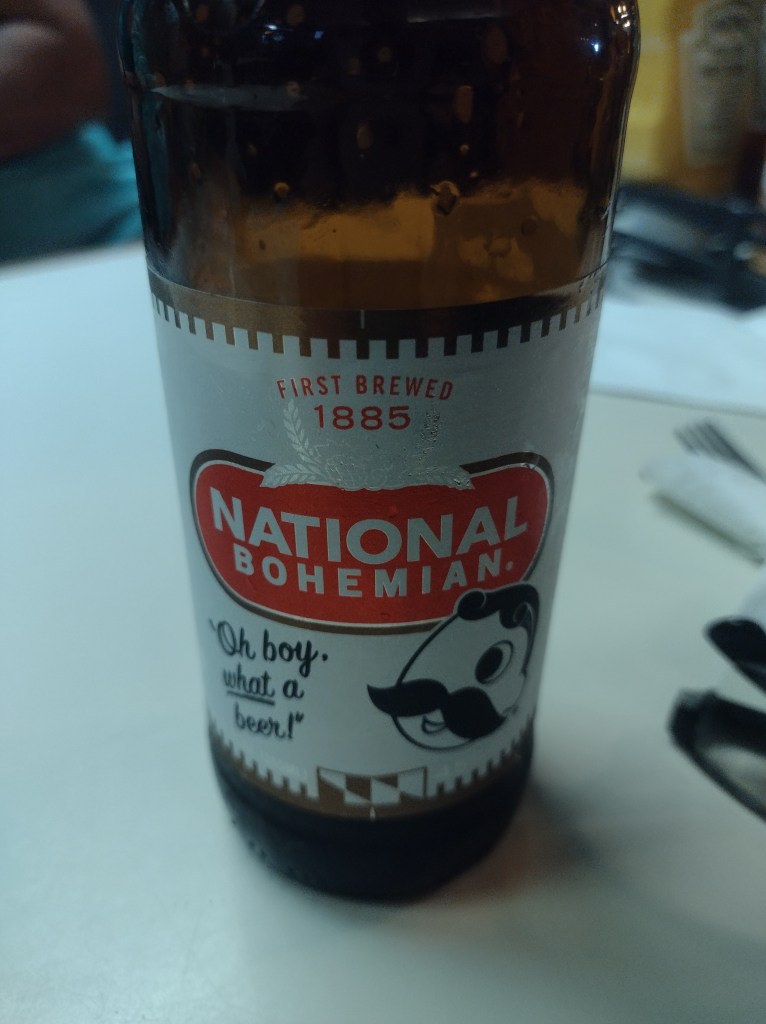 FIRST BREWED
1885
NATIONAL
BOHEMIAN.
"Oh boy,
what a
beer!"